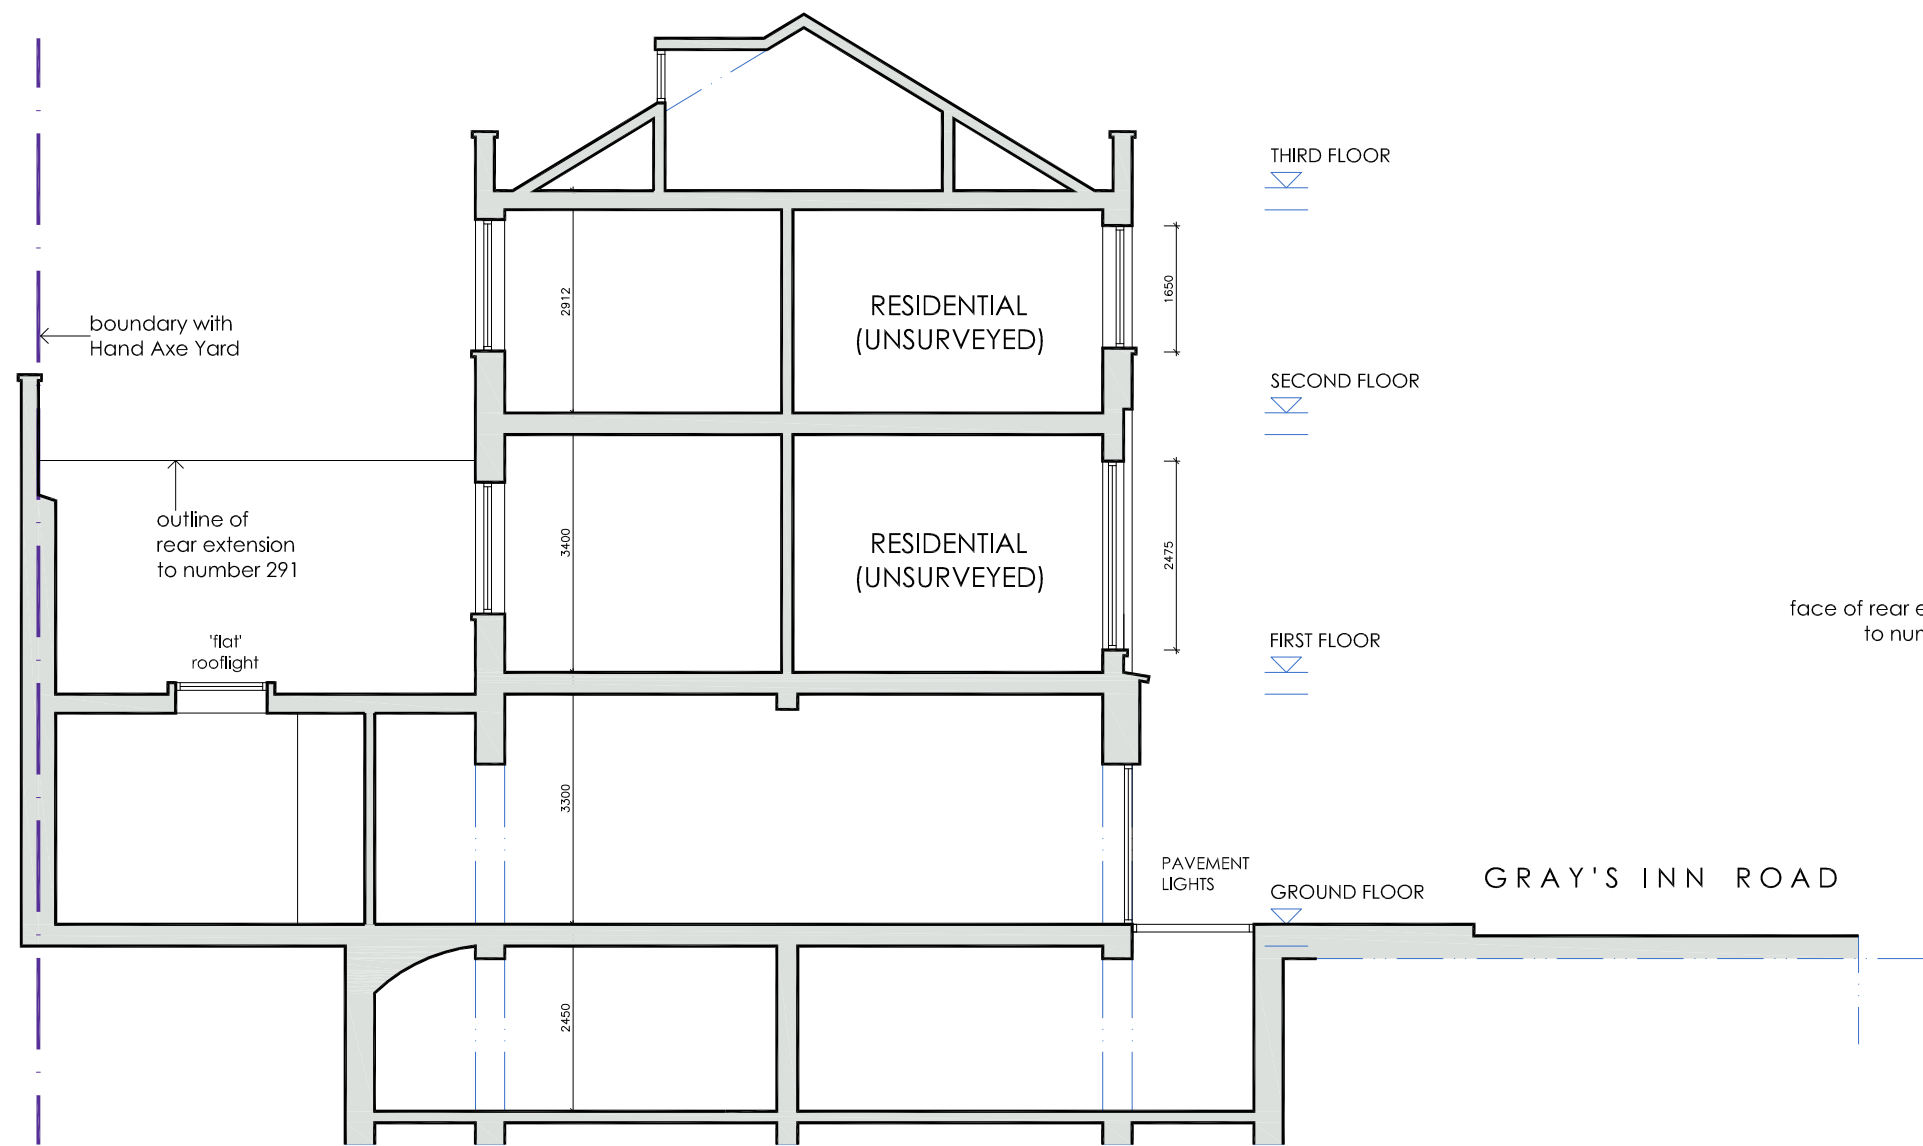 THIRD FLOOR
1650
2912
RESIDENTIAL
(UNSURVEYED)
boundary with
Hand Axe Yard
SECOND FLOOR
outline of
rear extension
to number 291
3400
RESIDENTIAL
(UNSURVEYED)
2475
face of rear
to
FIRST FLOOR
'flat'
rooflight
3300
PAVEMENT
LIGHTS
GROUND FLOOR
GRAY'S INN ROAD
2450